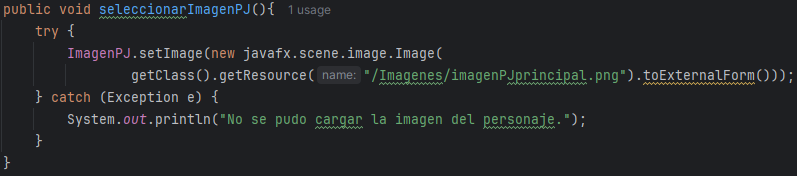 public void seleccionarImagenPJ(){ 1 usage
try {
ImagenPJ.setImage(new javafx.scene.image.Image(
getClass().getResource( name: "/Imagenes/imagenPJprincipal.png").toExternalForm()));
} catch (Exception e) {
System.out.println("No se pudo cargar la imagen del personaje.");
}
}